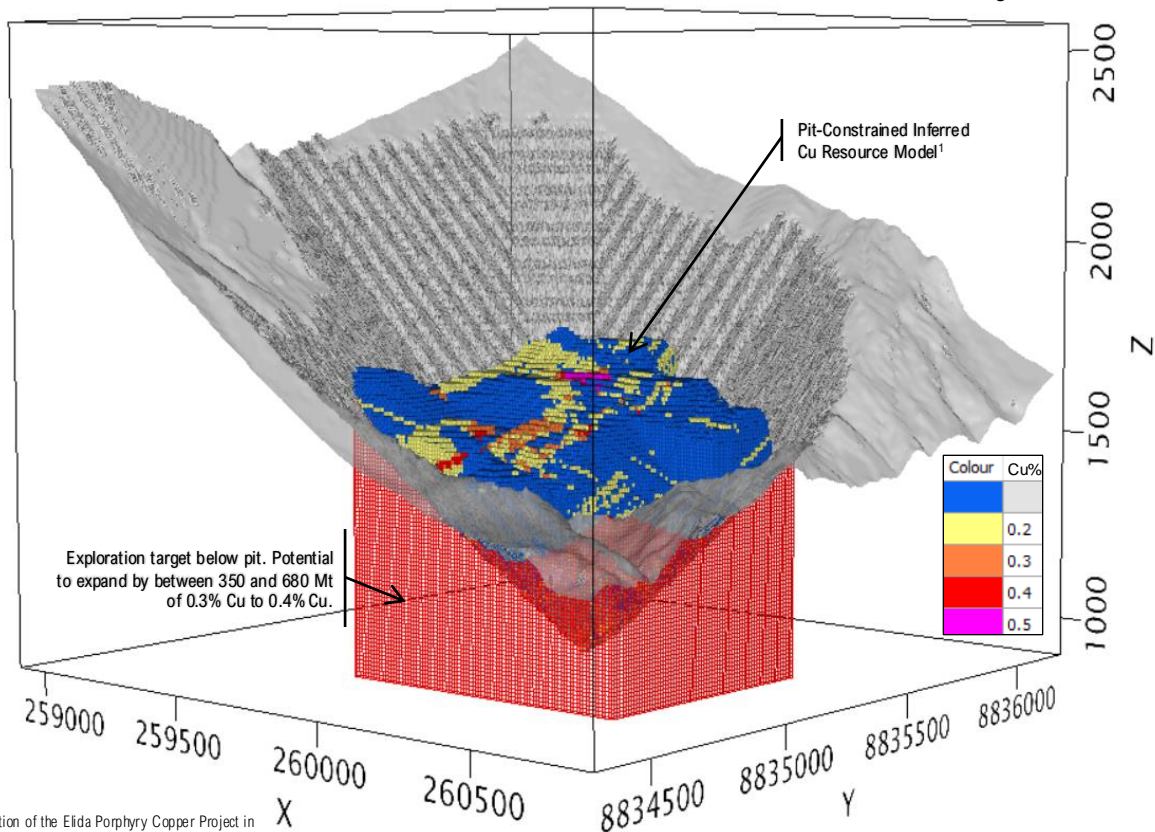 Pit-Constrained Inferred
Cu Resource Model¹
2500
2000
Z
1500
1000
Colour Cu%
0.2
0.3
0.4
0.5
Exploration target below pit. Potential
to expand by between 350 and 680 Mt
of 0.3% Cu to 0.4% Cu.
259000
259500
260000
260500
X
8834500
8835000
8835500
8836000
Y
tion of the Elida Porphyry Copper Project in